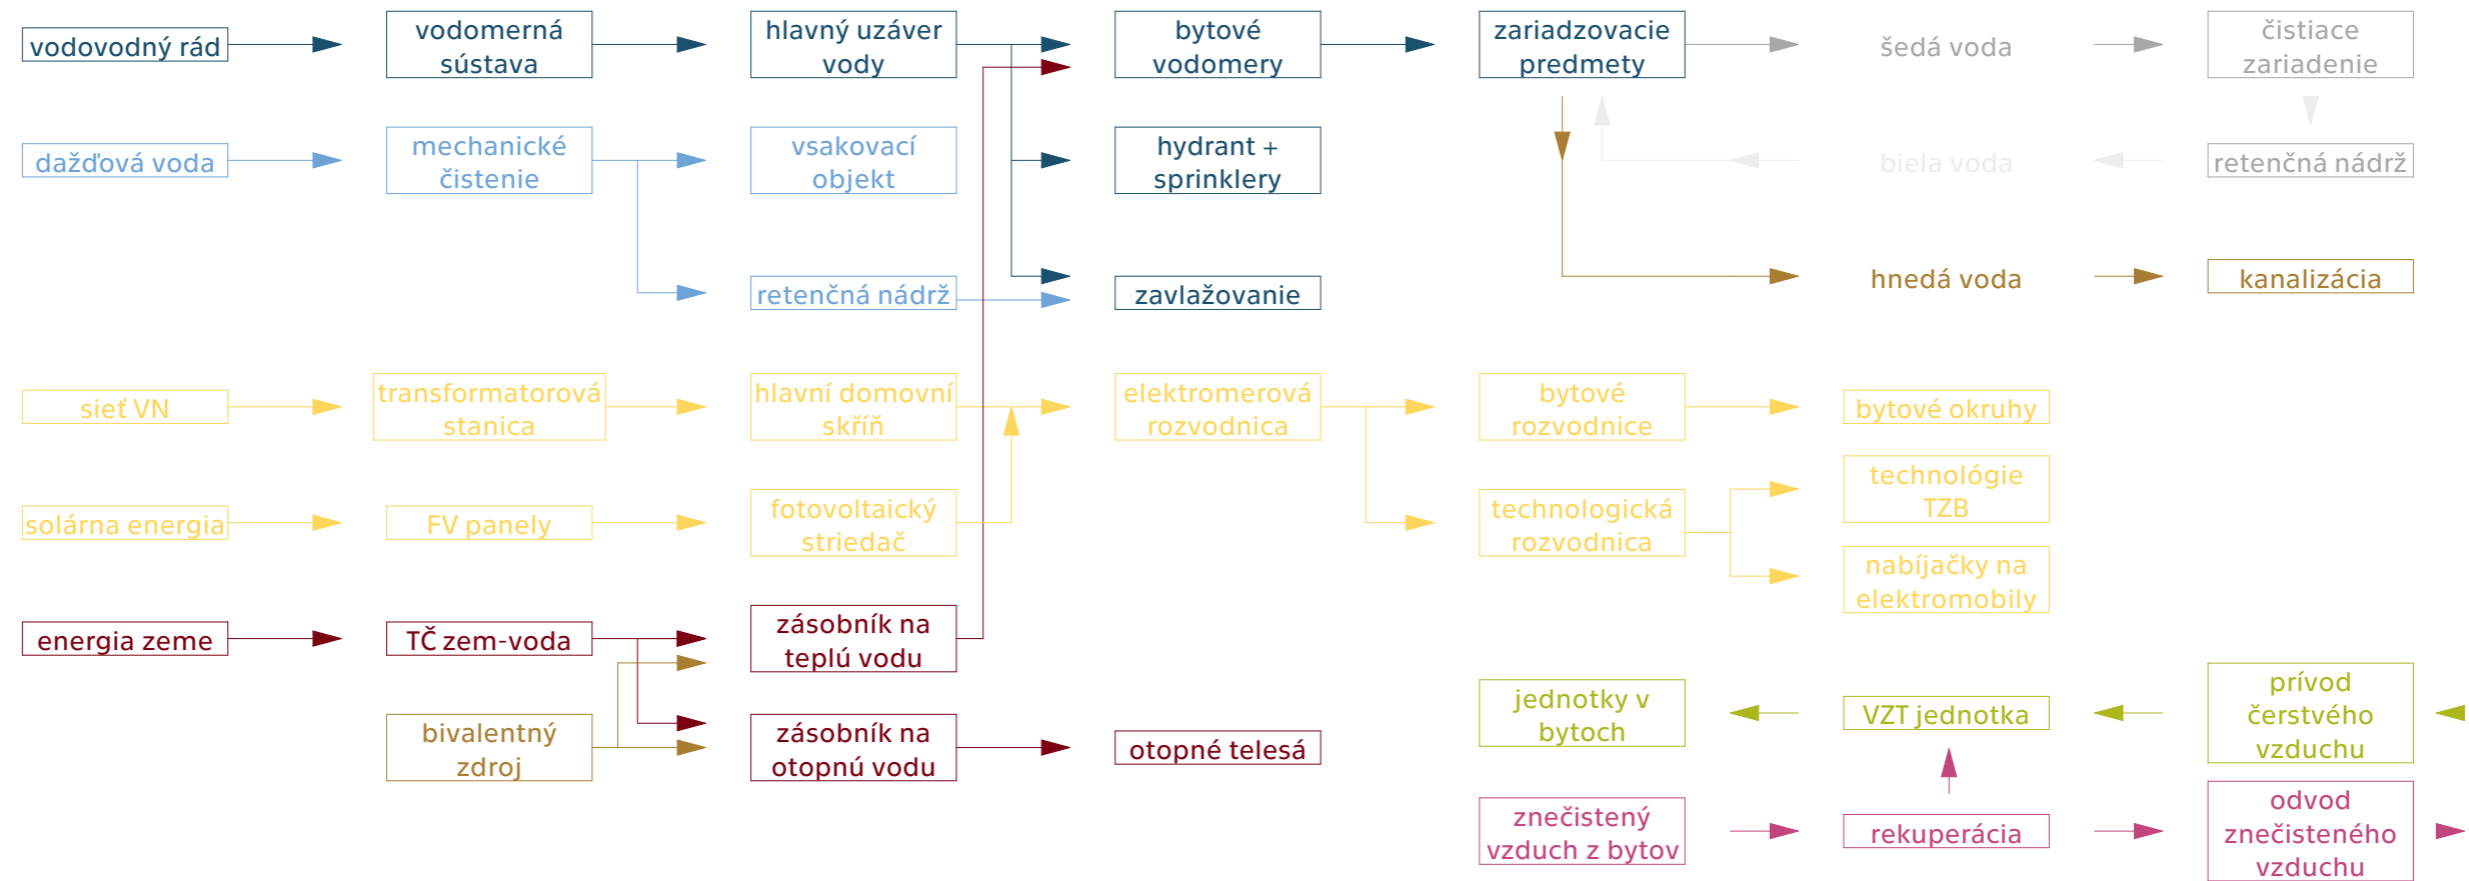 vodovodný rád
vodomerná
sústava
hlavný uzáver
vody
bytové
vodomery
zariadzovacie
predmety
šedá voda
čistiace
zariadenie
dažďová voda
mechanické
čistenie
vsakovací
objekt
hydrant +
sprinklery
biela voda
retenčná nádrž
retenčná nádrž
zavlažovanie
hnedá voda
kanalizácia
sieť VN
transformatorová
stanica
hlavní domovní
skříň
elektromerová
rozvodnica
bytové
rozvodnice
bytové okruhy
solárna energia
FV panely
fotovoltaický
striedač
technologická
rozvodnica
technológie
TZB
nabíjačky na
elektromobily
energia zeme
TČ zem-voda
zásobník na
teplú vodu
bivalentný
zdroj
zásobník na
otopnú vodu
otopné telesá
jednotky v
bytoch
VZT jednotka
prívod
čerstvého
vzduchu
znečistený
vzduch z bytov
rekuperácia
odvod
znečisteného
vzduchu